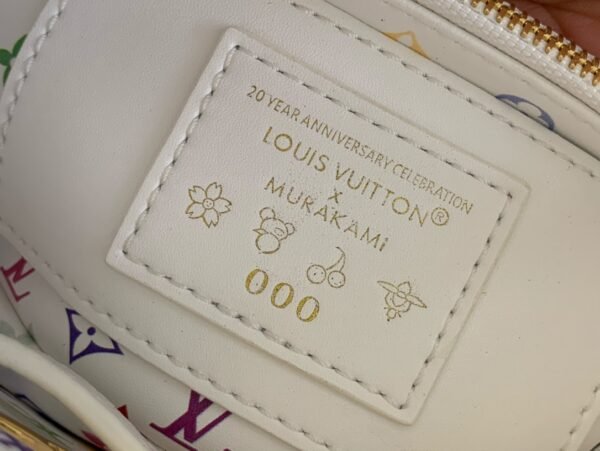 20 YEAR ANNIVERSARY CELEBRATION
LOUIS VUITTON®
X
MURAKAMi
000